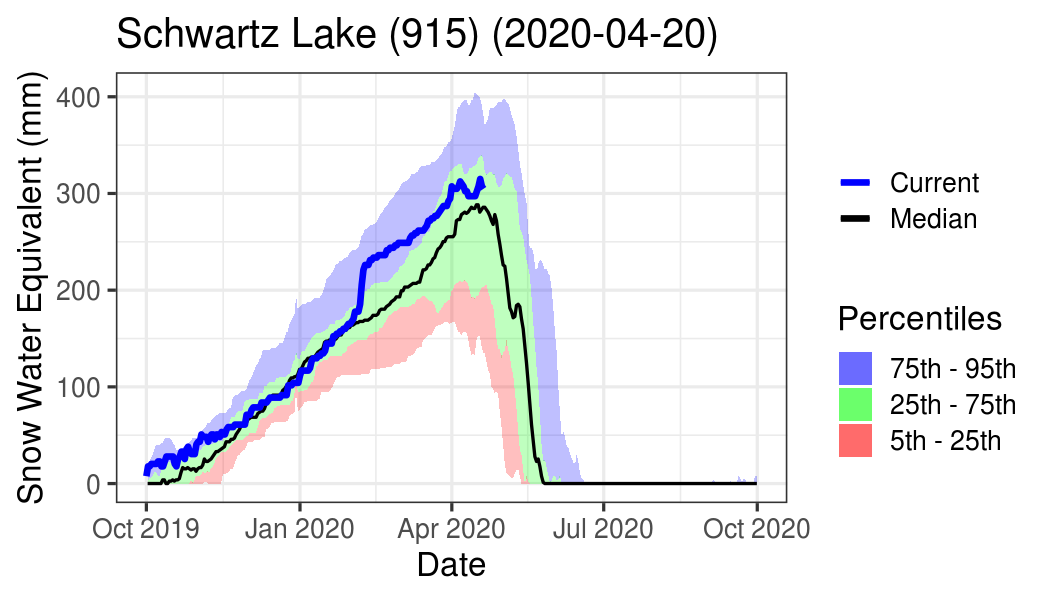 Schwartz Lake (915) (2020-04-20)
Snow Water Equivalent (mm)
400
300
200
100
0
Oct 2019
Jan 2020
Apr 2020
Jul 2020
Oct 2020
Date
Current
Median
Percentiles
75th - 95th
25th - 75th
5th - 25th